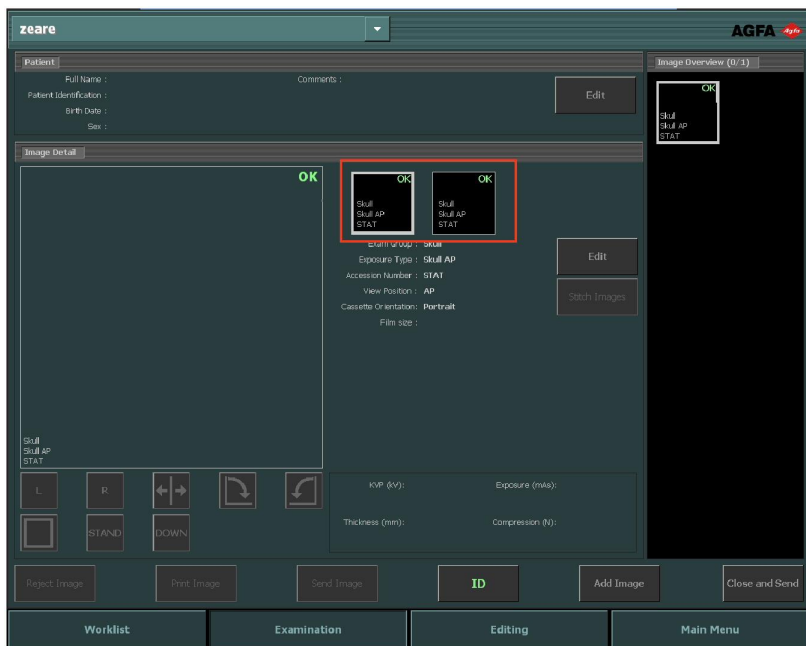 zeare
AGFA
Agfa
Patient
Full Name :
Comments :
Patient Identification :
Birth Date :
Sex :
Edit
Image Overview (0/1)
OK
Skull
Skull AP
STAT
Image Detail
OK
Skull
Skull AP
STAT
OK
Skull
Skull AP
STAT
OK
Skull
Skull AP
STAT
Exam Group : Skull
Exposure Type : Skull AP
Accession Number : STAT
View Position : AP
Cassette Orientation: Portrait
Film size :
Edit
Stitch Images
L
R
STAND
DOWN
KVP (kV):
Exposure (mAs):
Thickness (mm):
Compression (N):
Reject Image
Print Image
Send Image
ID
Add Image
Close and Send
Worklist
Examination
Editing
Main Menu